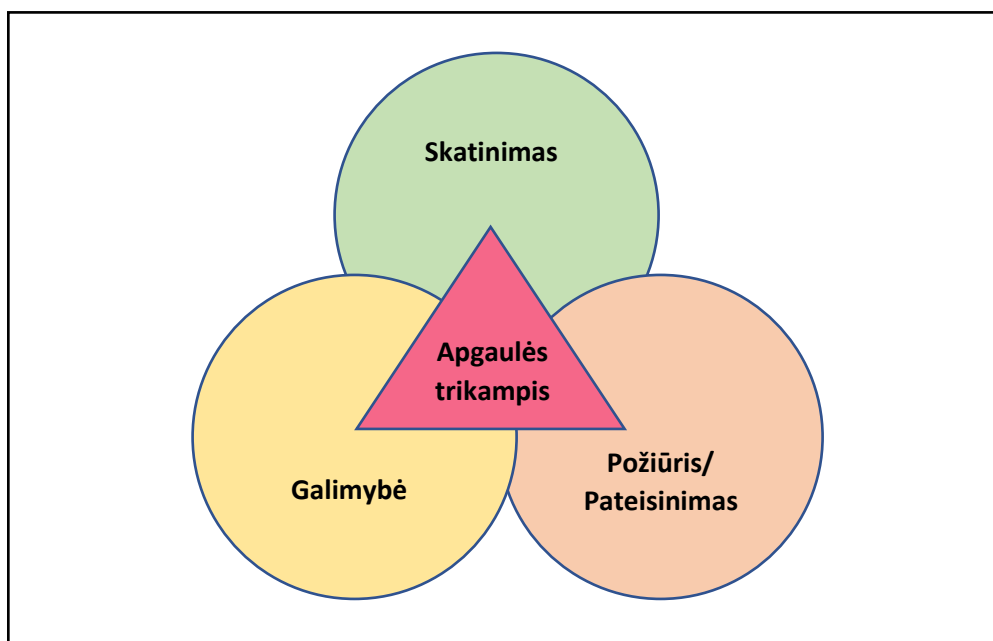 Skatinimas
Apgaulės
trikampis
Galimybė
Požiūris/
Pateisinimas